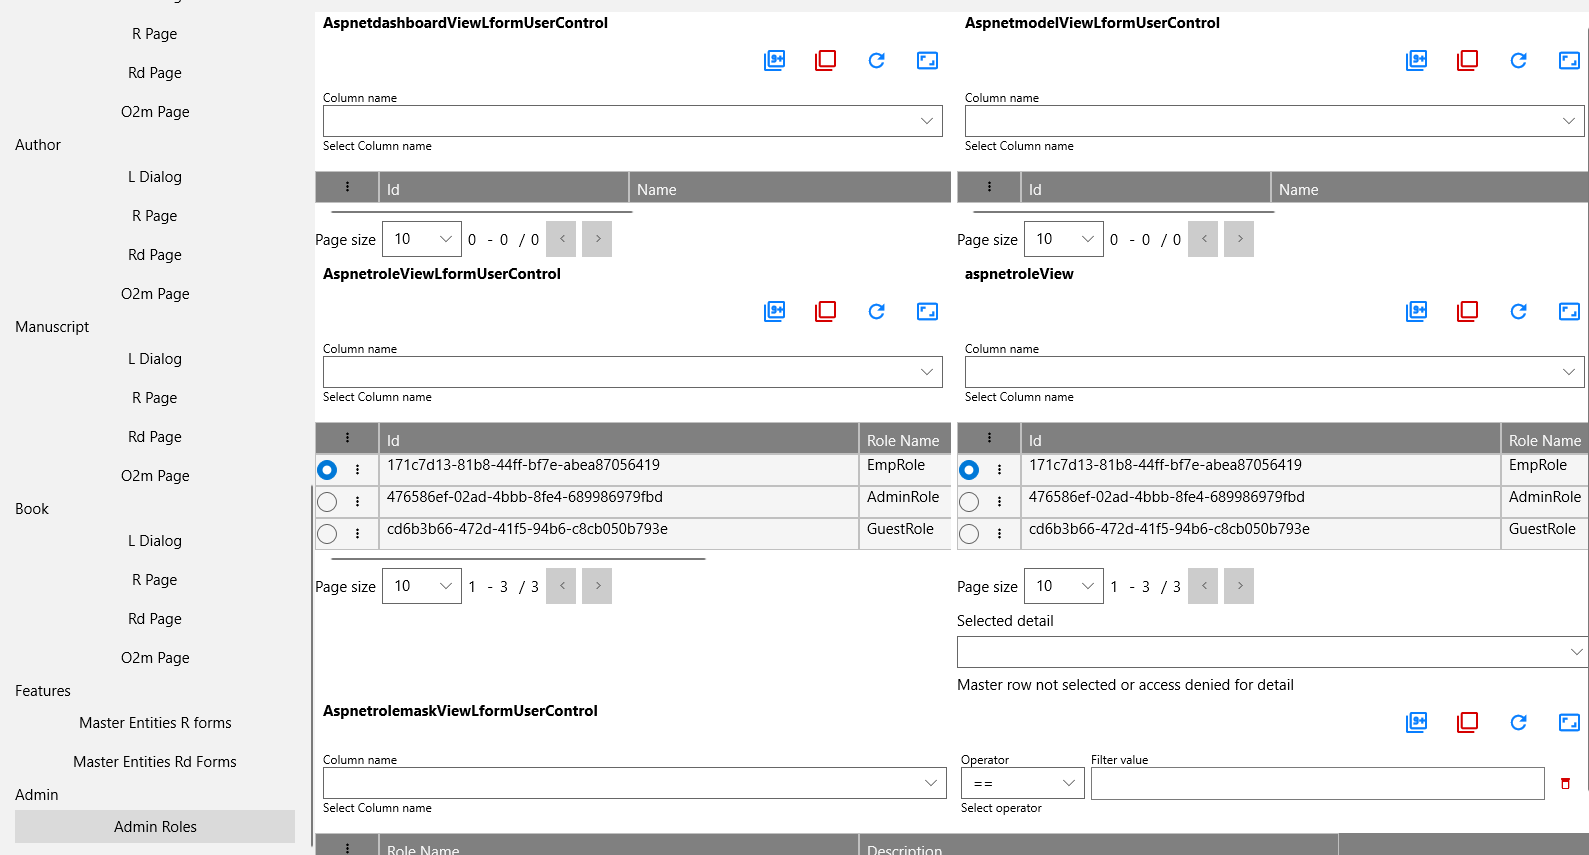 R Page
Rd Page
O2m Page
Author
L Dialog
R Page
Rd Page
O2m Page
Manuscript
L Dialog
R Page
Rd Page
O2m Page
Book
L Dialog
R Page
Rd Page
O2m Page
Features
Master Entities R forms
Master Entities Rd Forms
Admin
Admin Roles
AspnetdashboardViewLformUserControl
Column name
Select Column name
Id Name
Page size 10 0 - 0 / 0 < >
AspnetmodelViewLformUserControl
Column name
Select Column name
Id Name
Page size 10 0 - 0 / 0 < >
AspnetroleViewLformUserControl
Column name
Select Column name
Id Role Name
171c7d13-81b8-44ff-bf7e-abea87056419 EmpRole
476586ef-02ad-4bbb-8fe4-689986979fbd AdminRole
cd6b3b66-472d-41f5-94b6-c8cb050b793e GuestRole
Page size 10 1 - 3 / 3 < >
aspnetroleView
Column name
Select Column name
Id Role Name
171c7d13-81b8-44ff-bf7e-abea87056419 EmpRole
476586ef-02ad-4bbb-8fe4-689986979fbd AdminRole
cd6b3b66-472d-41f5-94b6-c8cb050b793e GuestRole
Page size 10 1 - 3 / 3 < >
Selected detail
Master row not selected or access denied for detail
AspnetrolemaskViewLformUserControl
Column name Operator Filter value
==
Select Column name Select operator
Role Name Description